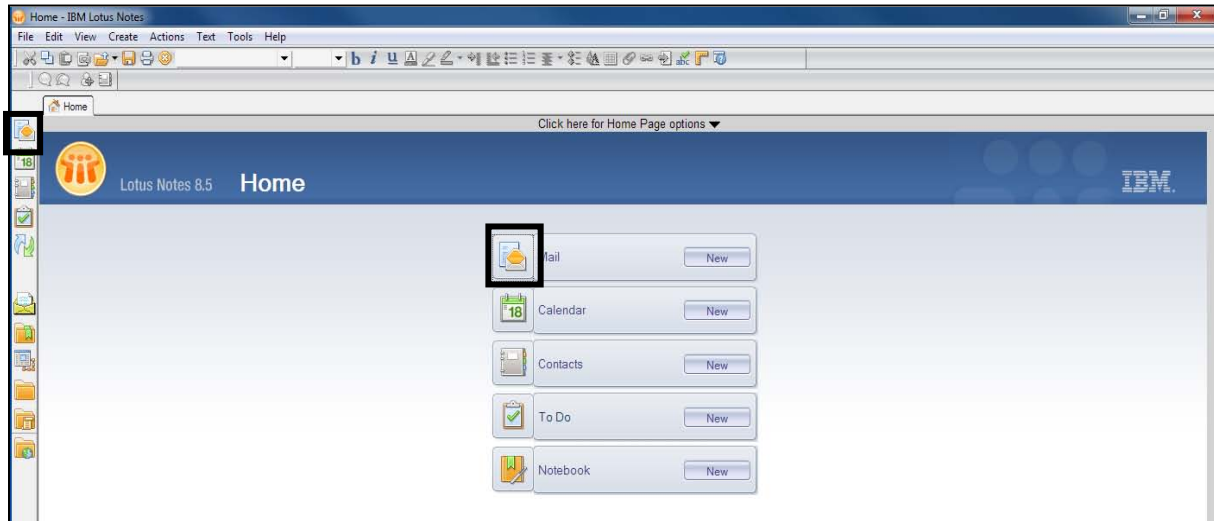 Home - IBM Lotus Notes
File Edit View Create Actions Text Tools Help
b i u A
Home
Click here for Home Page options
18
Lotus Notes 8.5 Home IBM.
Mail New
18 Calendar New
Contacts New
To Do New
Notebook New